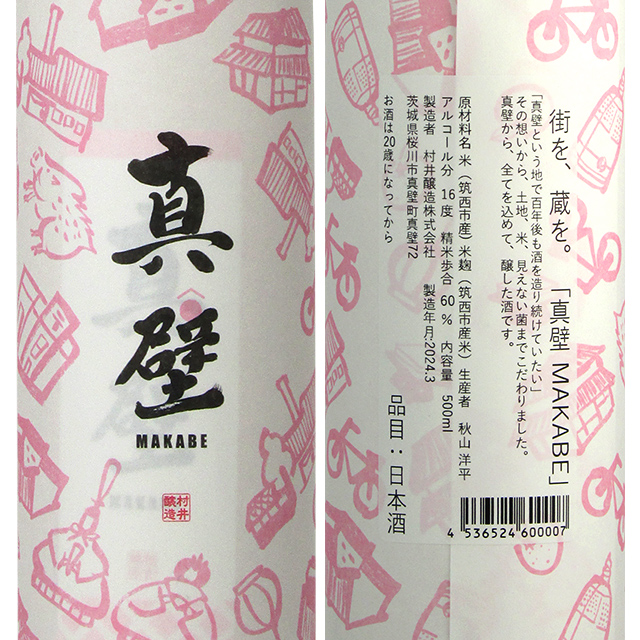 真壁
MAKABE
村井
醸造
街を、蔵を。「真壁 MAKABE」
「真壁」という地で百年後も酒を造り続けていたい」
その想いから、土地、米、見えない菌までこだわりました。
真壁から、全てを込めて、醸した酒です。
原材料名 米(筑西市産)米麹(筑西市産米)生産者 秋山 洋平
アルコール分 16度 精米歩合 60% 内容量 500ml
製造者 村井醸造株式会社 製造年月:2024.3
茨城県桜川市真壁町真壁72
お酒は20歳になってから
品目:日本酒
4 536524 600007